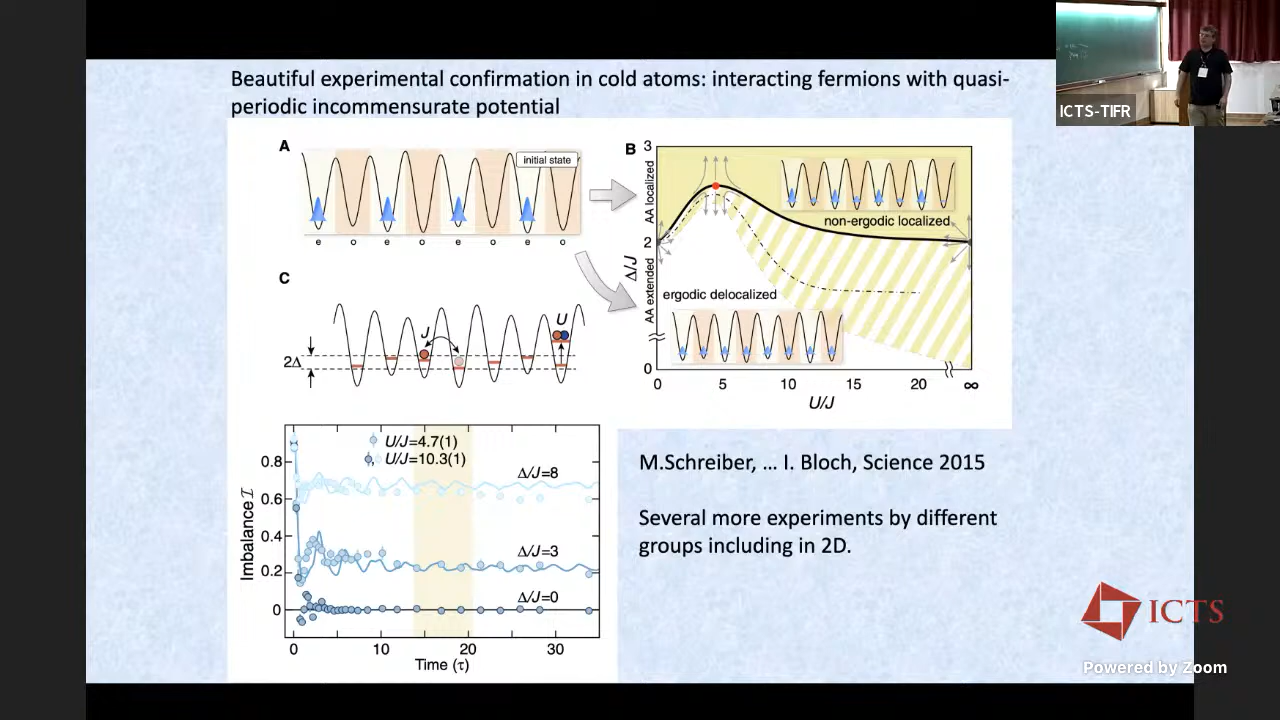 Beautiful experimental confirmation in cold atoms: interacting fermions with quasi-
periodic incommensurate potential
ICTS-TIFR
A
initial state
e o e o e o e o
B
3
2
0
Δ/J
AA localized
AA extended
non-ergodic localized
ergodic delocalized
0 5 10 15 20 ∞
U/J
C
J
U
2Δ
U/J=4.7(1)
U/J=10.3(1)
Δ/J=8
Δ/J=3
Δ/J=0
0.8
0.6
0.4
0.2
0
Imbalance I
0 10 20 30
Time (τ)
M.Schreiber, ... I. Bloch, Science 2015
Several more experiments by different
groups including in 2D.
ICTS
Powered by Zoom